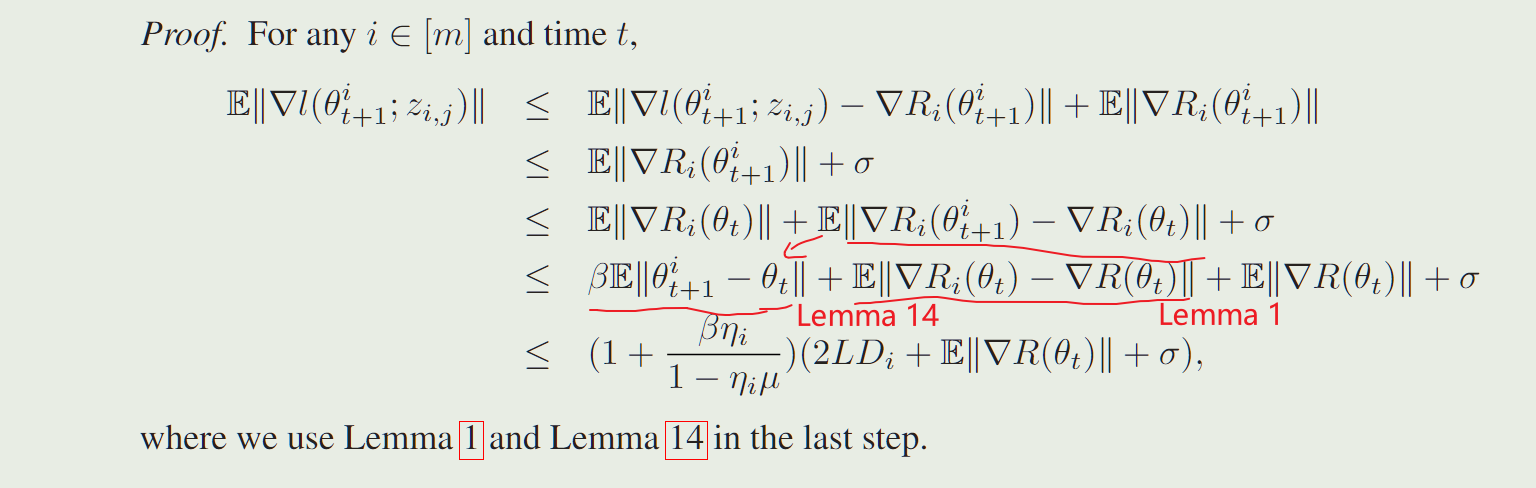 Proof. For any i ∈ [m] and time t,
𝔼‖∇l(θ^i_{t+1}; z_{i,j})‖ ≤ 𝔼‖∇l(θ^i_{t+1}; z_{i,j}) − ∇R_i(θ^i_{t+1})‖ + 𝔼‖∇R_i(θ^i_{t+1})‖
≤ 𝔼‖∇R_i(θ^i_{t+1})‖ + σ
≤ 𝔼‖∇R_i(θ_t)‖ + 𝔼‖∇R_i(θ^i_{t+1}) − ∇R_i(θ_t)‖ + σ
≤ β𝔼‖θ^i_{t+1} − θ_t‖ + 𝔼‖∇R_i(θ_t) − ∇R(θ_t)‖ + 𝔼‖∇R(θ_t)‖ + σ
Lemma 14 Lemma 1
≤ (1 + \frac{βη_i}{1 − η_iμ})(2LD_i + 𝔼‖∇R(θ_t)‖ + σ),
where we use Lemma 1 and Lemma 14 in the last step.